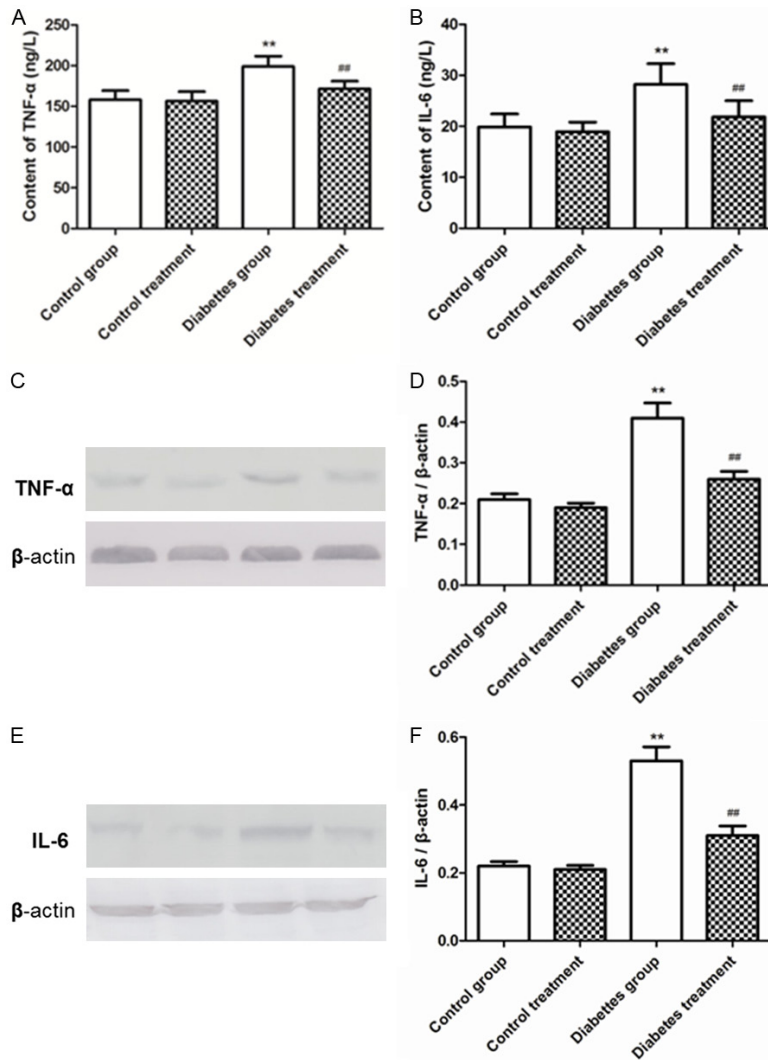 A
Content of TNF-α (ng/L)
250
200
150
100
50
0
**
##
Control group
Control treatment
Diabettes group
Diabetes treatment
B
Content of IL-6 (ng/L)
40
30
20
10
0
**
##
Control group
Control treatment
Diabettes group
Diabetes treatment
C
TNF-α
β-actin
D
TNF-α / β-actin
0.5
0.4
0.3
0.2
0.1
0.0
**
##
Control group
Control treatment
Diabettes group
Diabetes treatment
E
IL-6
β-actin
F
IL-6 / β-actin
0.6
0.4
0.2
0.0
**
##
Control group
Control treatment
Diabettes group
Diabetes treatment